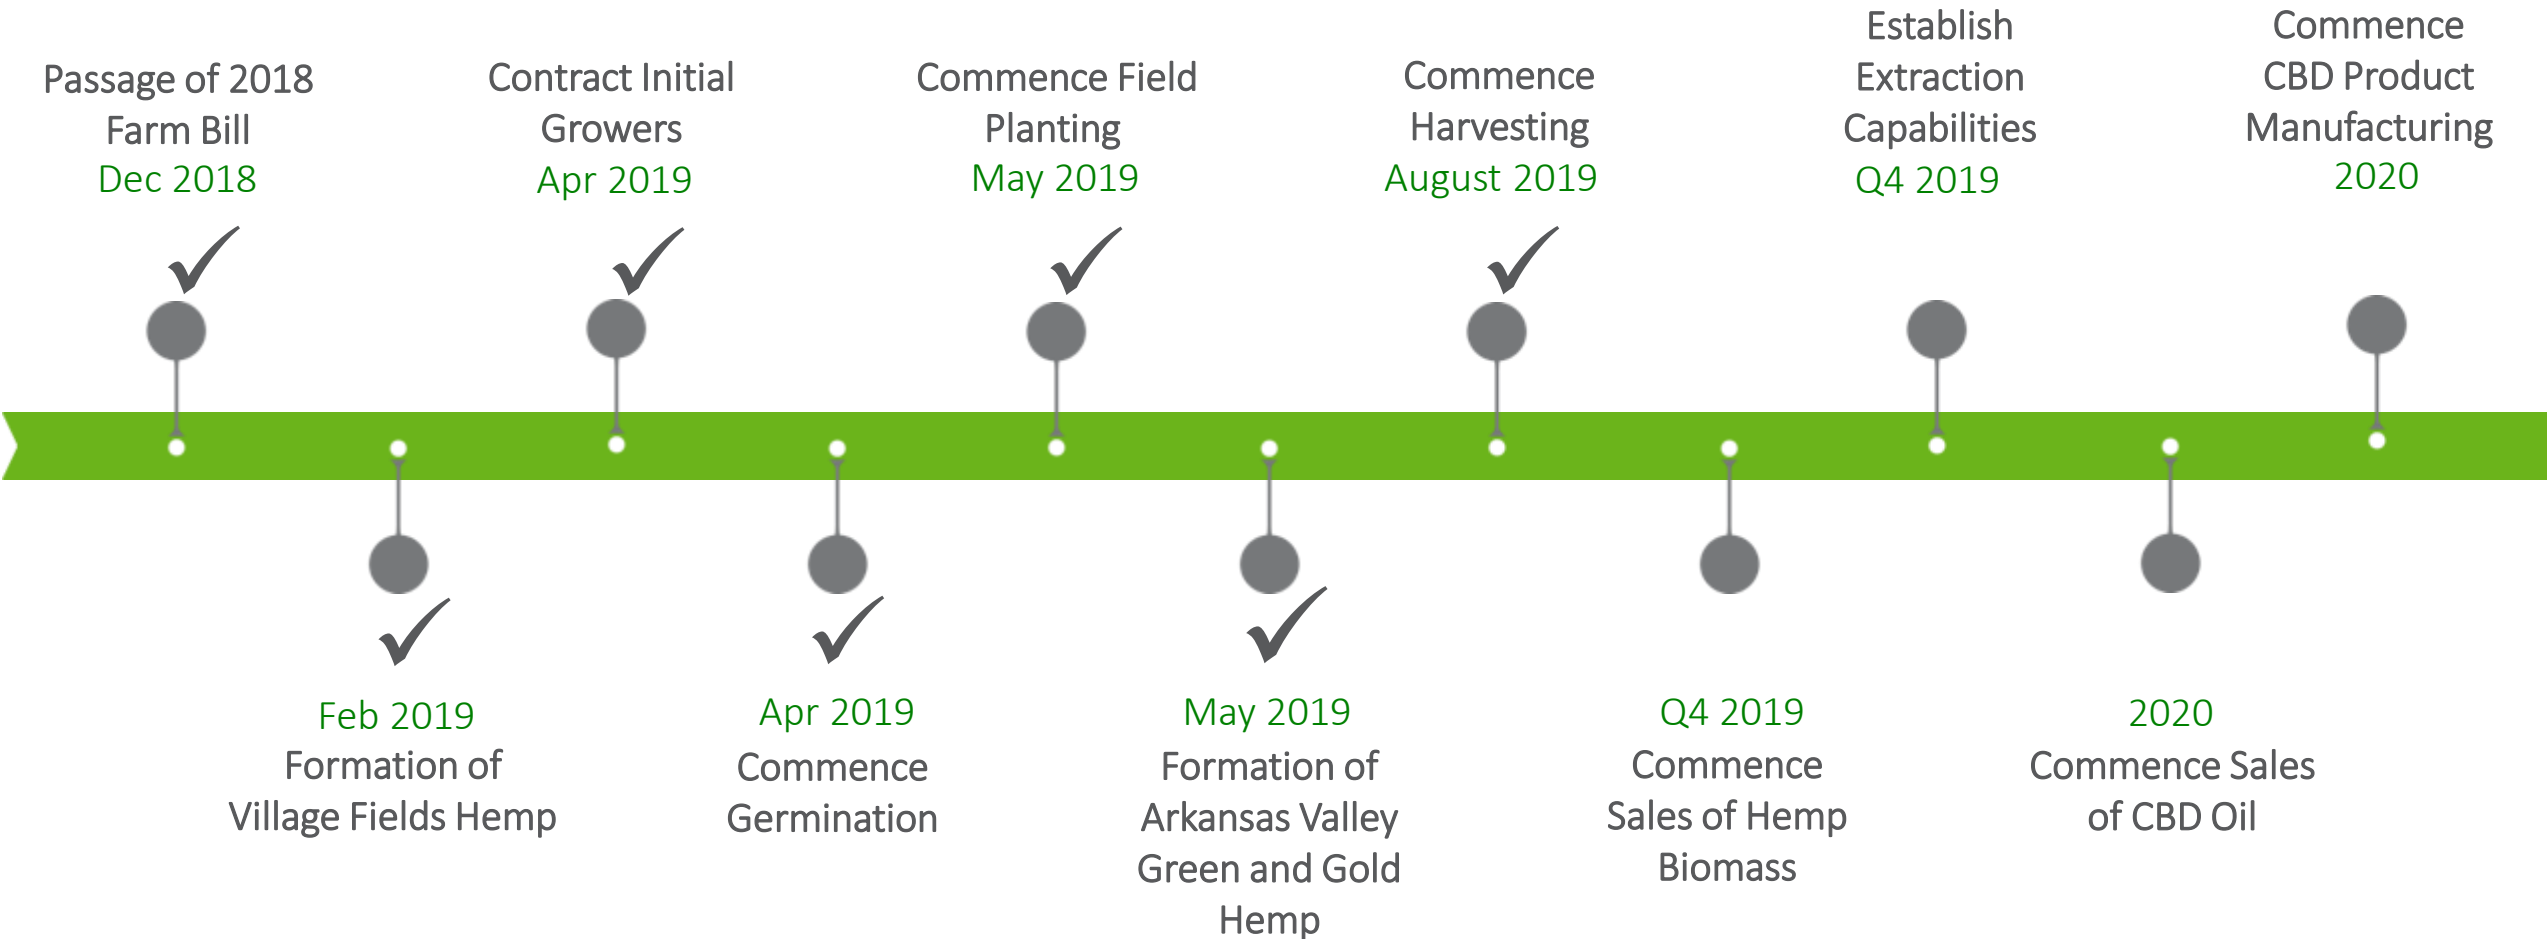 Passage of 2018
Farm Bill
Dec 2018
Contract Initial
Growers
Apr 2019
Commence Field
Planting
May 2019
Commence
Harvesting
August 2019
Establish
Extraction
Capabilities
Q4 2019
Commence
CBD Product
Manufacturing
2020
Feb 2019
Formation of
Village Fields Hemp
Apr 2019
Commence
Germination
May 2019
Formation of
Arkansas Valley
Green and Gold
Hemp
Q4 2019
Commence
Sales of Hemp
Biomass
2020
Commence Sales
of CBD Oil